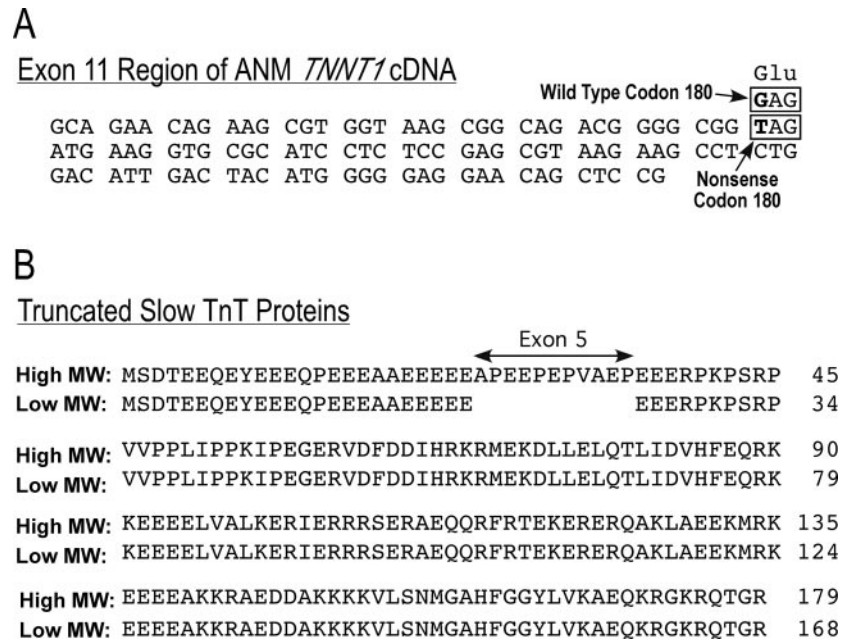 A
Exon 11 Region of ANM TNNT1 cDNA
Glu
Wild Type Codon 180 GAG
GCA GAA CAG AAG CGT GGT AAG CGG CAG ACG GGG CGG TAG
ATG AAG GTG CGC ATC CTC TCC GAG CGT AAG AAG CCT CTG
GAC ATT GAC TAC ATG GGG GAG GAA CAG CTC CG
Nonsense
Codon 180
B
Truncated Slow TnT Proteins
Exon 5
High MW: MSDTEEQEYEEEQPEEEAAEEEEEAPEEPEPVAEPEEERPKPSRP 45
Low MW: MSDTEEQEYEEEQPEEEAAEEEEE EEERPKPSRP 34
High MW: VVPPLIPPKIPEGERVDFDDIHRKRMEKDLLELQTLIDVHFEQRK 90
Low MW: VVPPLIPPKIPEGERVDFDDIHRKRMEKDLLELQTLIDVHFEQRK 79
High MW: KEEEELVALKERIERRRSERAEQQRFRTEKERERQAKLAEEKMRK 135
Low MW: KEEEELVALKERIERRRSERAEQQRFRTEKERERQAKLAEEKMRK 124
High MW: EEEEAKKRAEDDAKKKKVLSNMGAHFGGYLVKAEQKRGKRQTGR 179
Low MW: EEEEAKKRAEDDAKKKKVLSNMGAHFGGYLVKAEQKRGKRQTGR 168